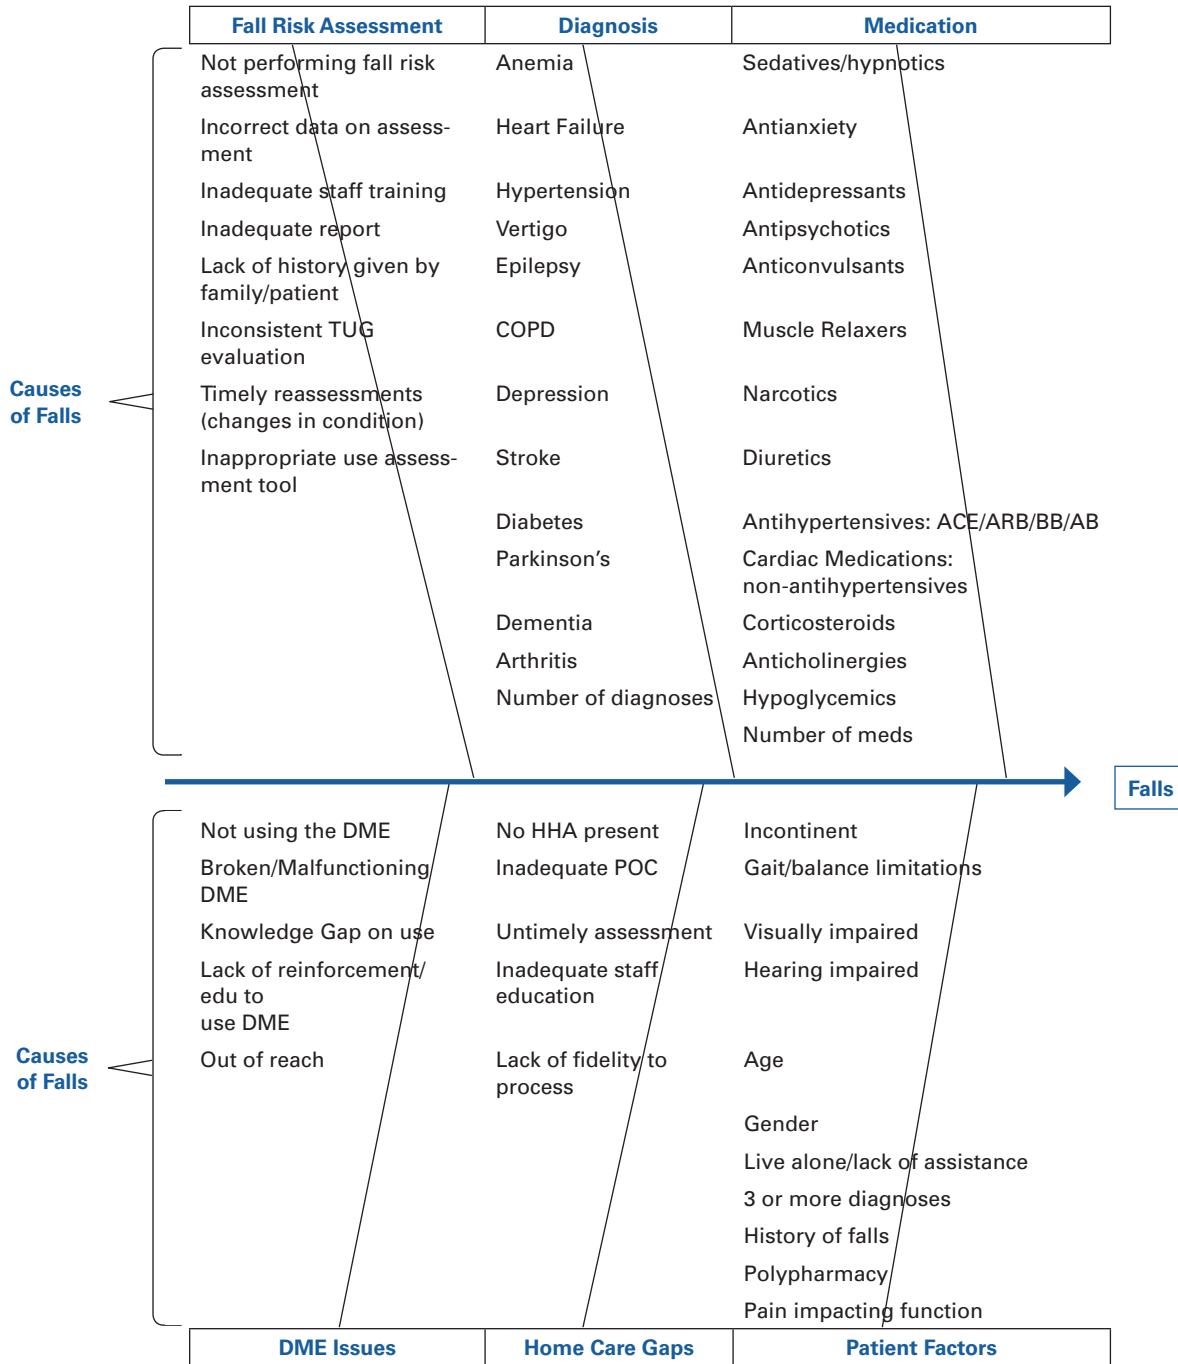 Fall Risk Assessment
Diagnosis
Medication
Causes
of Falls
Not performing fall risk
assessment
Incorrect data on assess-
ment
Inadequate staff training
Inadequate report
Lack of history given by
family/patient
Inconsistent TUG
evaluation
Timely reassessments
(changes in condition)
Inappropriate use assess-
ment tool
Anemia
Heart Failure
Hypertension
Vertigo
Epilepsy
COPD
Depression
Stroke
Diabetes
Parkinson's
Dementia
Arthritis
Number of diagnoses
Sedatives/hypnotics
Antianxiety
Antidepressants
Antipsychotics
Anticonvulsants
Muscle Relaxers
Narcotics
Diuretics
Antihypertensives: ACE/ARB/BB/AB
Cardiac Medications:
non-antihypertensives
Corticosteroids
Anticholinergies
Hypoglycemics
Number of meds
Falls
Causes
of Falls
Not using the DME
Broken/Malfunctioning
DME
Knowledge Gap on use
Lack of reinforcement/
edu to
use DME
Out of reach
No HHA present
Inadequate POC
Untimely assessment
Inadequate staff
education
Lack of fidelity to
process
Incontinent
Gait/balance limitations
Visually impaired
Hearing impaired
Age
Gender
Live alone/lack of assistance
3 or more diagnoses
History of falls
Polypharmacy
Pain impacting function
DME Issues
Home Care Gaps
Patient Factors